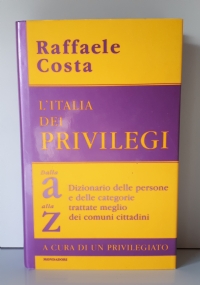 Raffaele
Costa
L'ITALIA
DEI
PRIVILEGI
dalla
a
alla
z
Dizionario delle persone
e delle categorie
trattate meglio
dei comuni cittadini
A CURA DI UN PRIVILEGIATO
MONDADORI